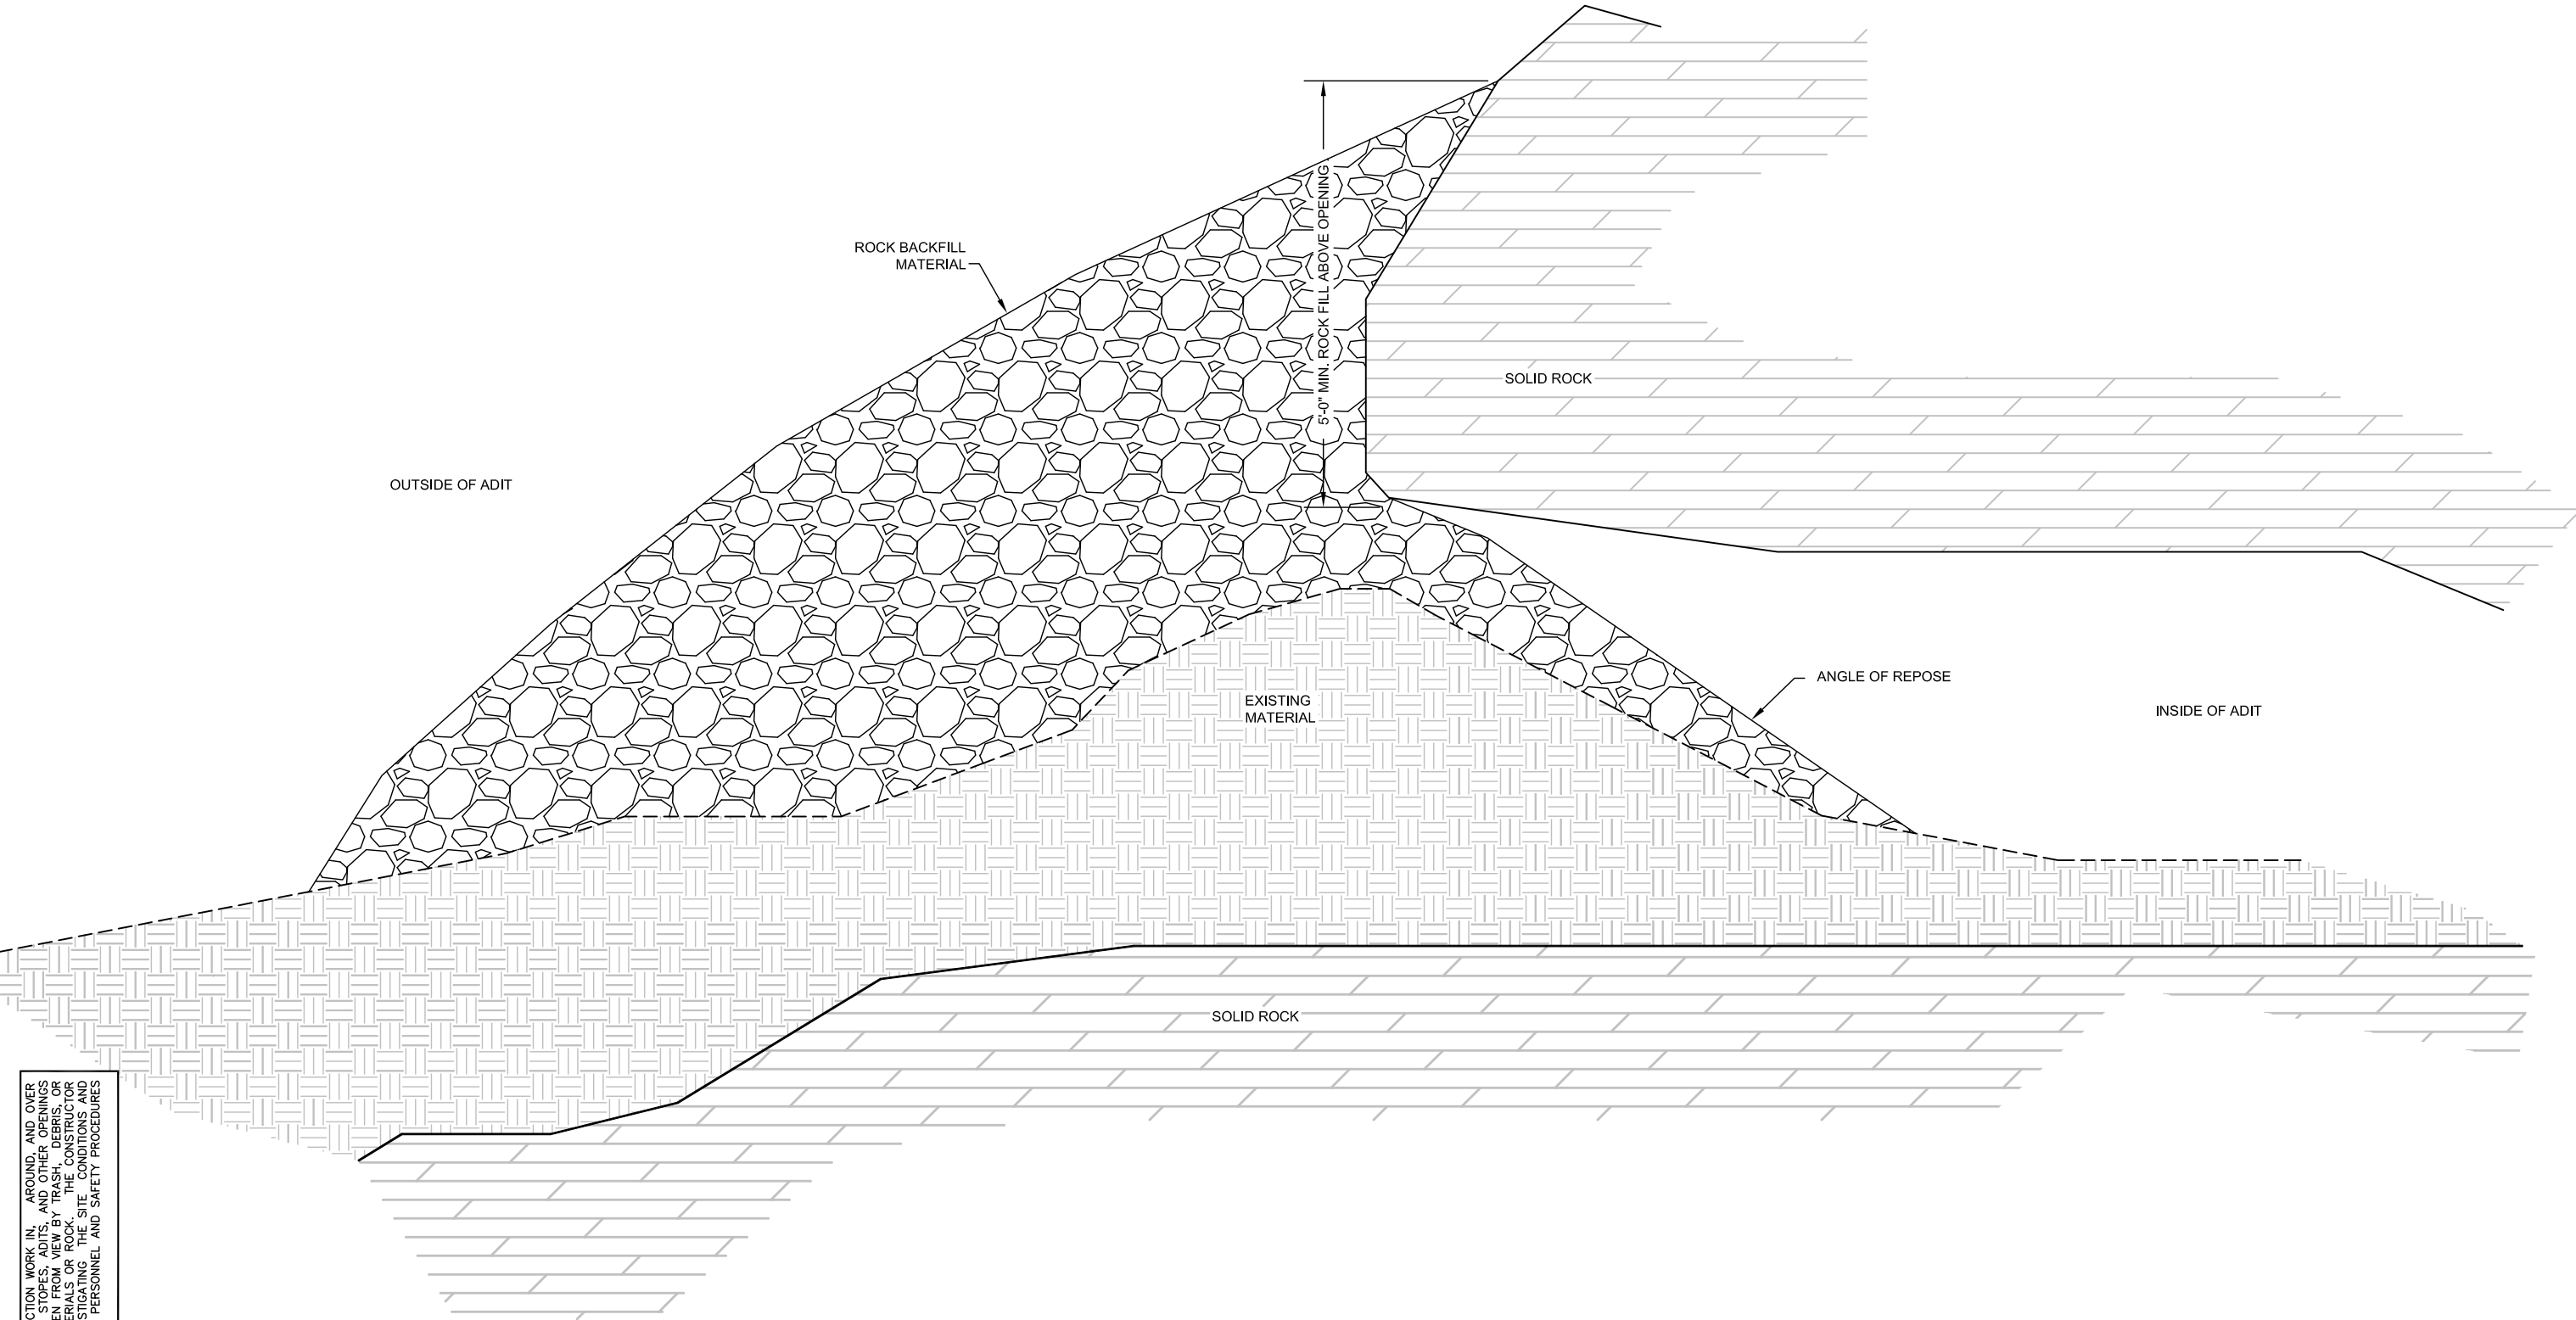 ROCK BACKFILL
MATERIAL
5'-0" MIN. ROCK FILL ABOVE OPENING
SOLID ROCK
OUTSIDE OF ADIT
ANGLE OF REPOSE
EXISTING
MATERIAL
INSIDE OF ADIT
SOLID ROCK
CTION WORK IN, AROUND, AND OVER
STOPES, ADITS, AND OTHER OPENINGS
EN FROM VIEW BY TRASH, DEBRIS, OR
ERIALS OR ROCK. THE CONSTRUCTOR
STIGATING THE SITE CONDITIONS AND
PERSONNEL AND SAFETY PROCEDURES